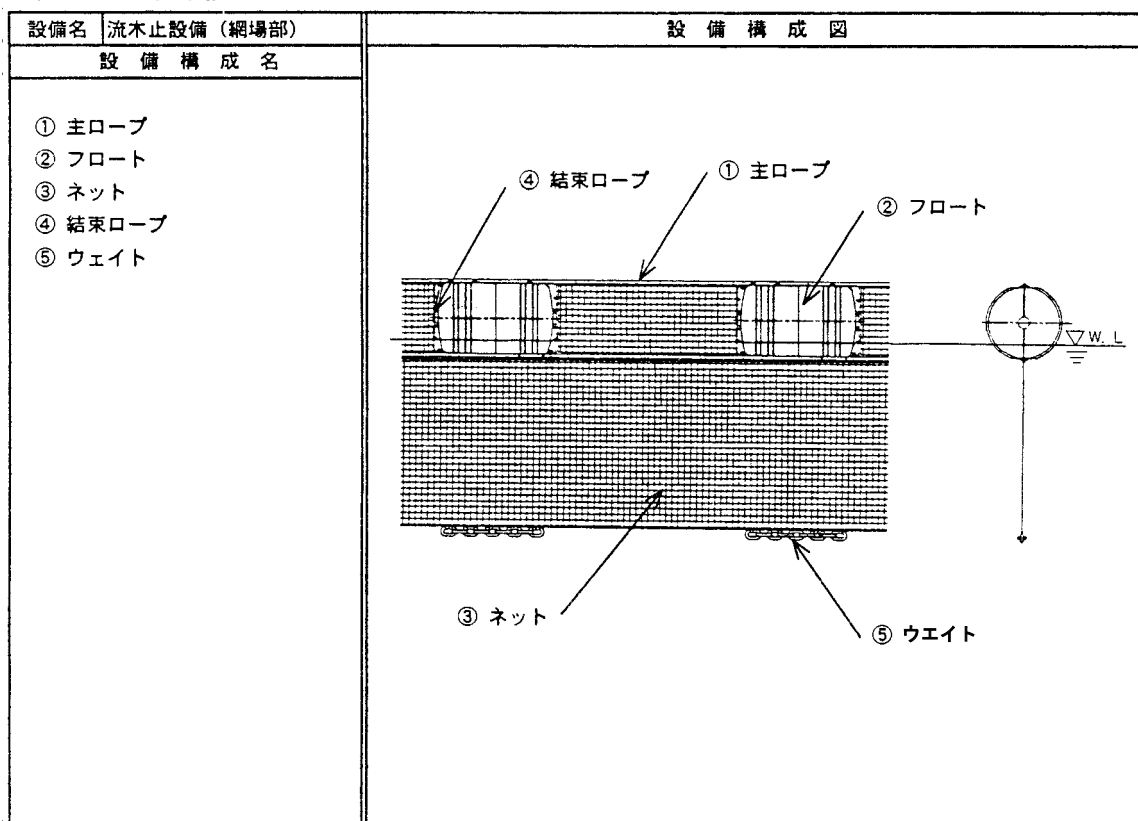 設備名 流木止設備（網場部）
設備構成名
① 主ロープ
② フロート
③ ネット
④ 結束ロープ
⑤ ウェイト
設備構成図
④ 結束ロープ
① 主ロープ
② フロート
W. L
③ ネット
⑤ ウエイト